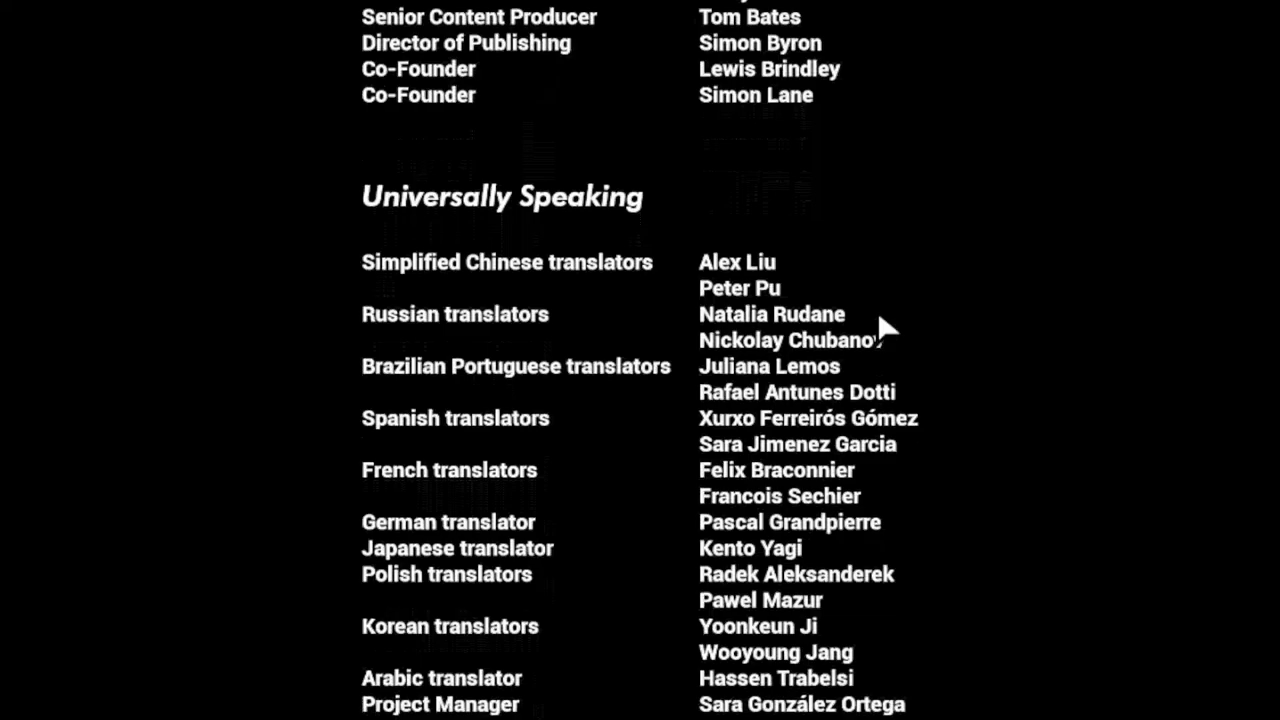 Senior Content Producer Tom Bates
Director of Publishing Simon Byron
Co-Founder Lewis Brindley
Co-Founder Simon Lane
Universally Speaking
Simplified Chinese translators Alex Liu
Peter Pu
Russian translators Natalia Rudane
Nickolay Chubanov
Brazilian Portuguese translators Juliana Lemos
Rafael Antunes Dotti
Spanish translators Xurxo Ferreirós Gómez
Sara Jimenez Garcia
French translators Felix Braconnier
Francois Sechier
German translator Pascal Grandpierre
Japanese translator Kento Yagi
Polish translators Radek Aleksanderek
Pawel Mazur
Korean translators Yoonkeun Ji
Wooyoung Jang
Arabic translator Hassen Trabelsi
Project Manager Sara González Ortega